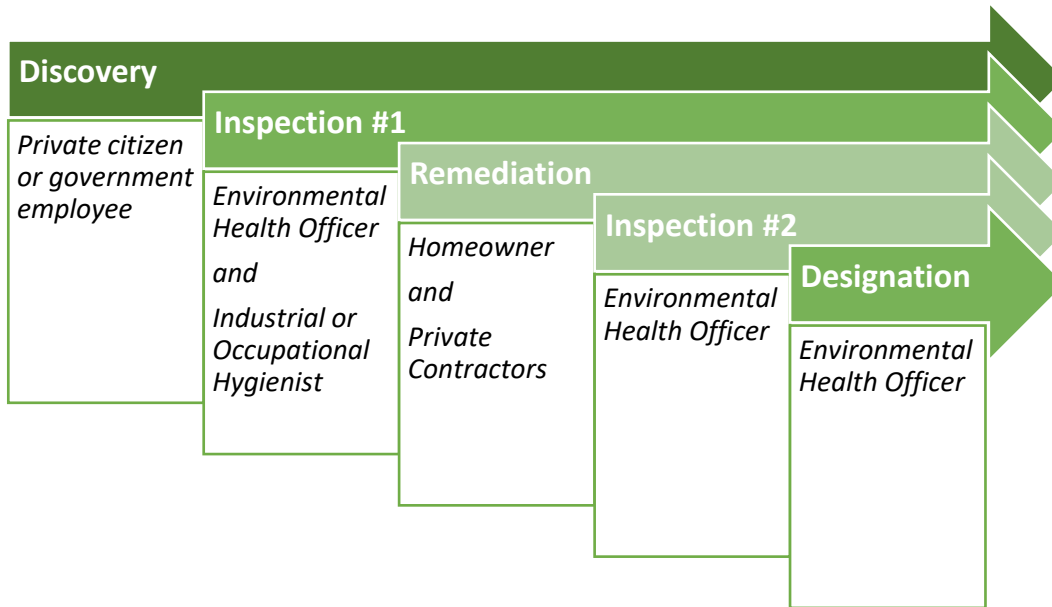 Discovery
Private citizen
or government
employee
Inspection #1
Environmental
Health Officer
and
Industrial or
Occupational
Hygienist
Remediation
Homeowner
and
Private
Contractors
Inspection #2
Environmental
Health Officer
Designation
Environmental
Health Officer